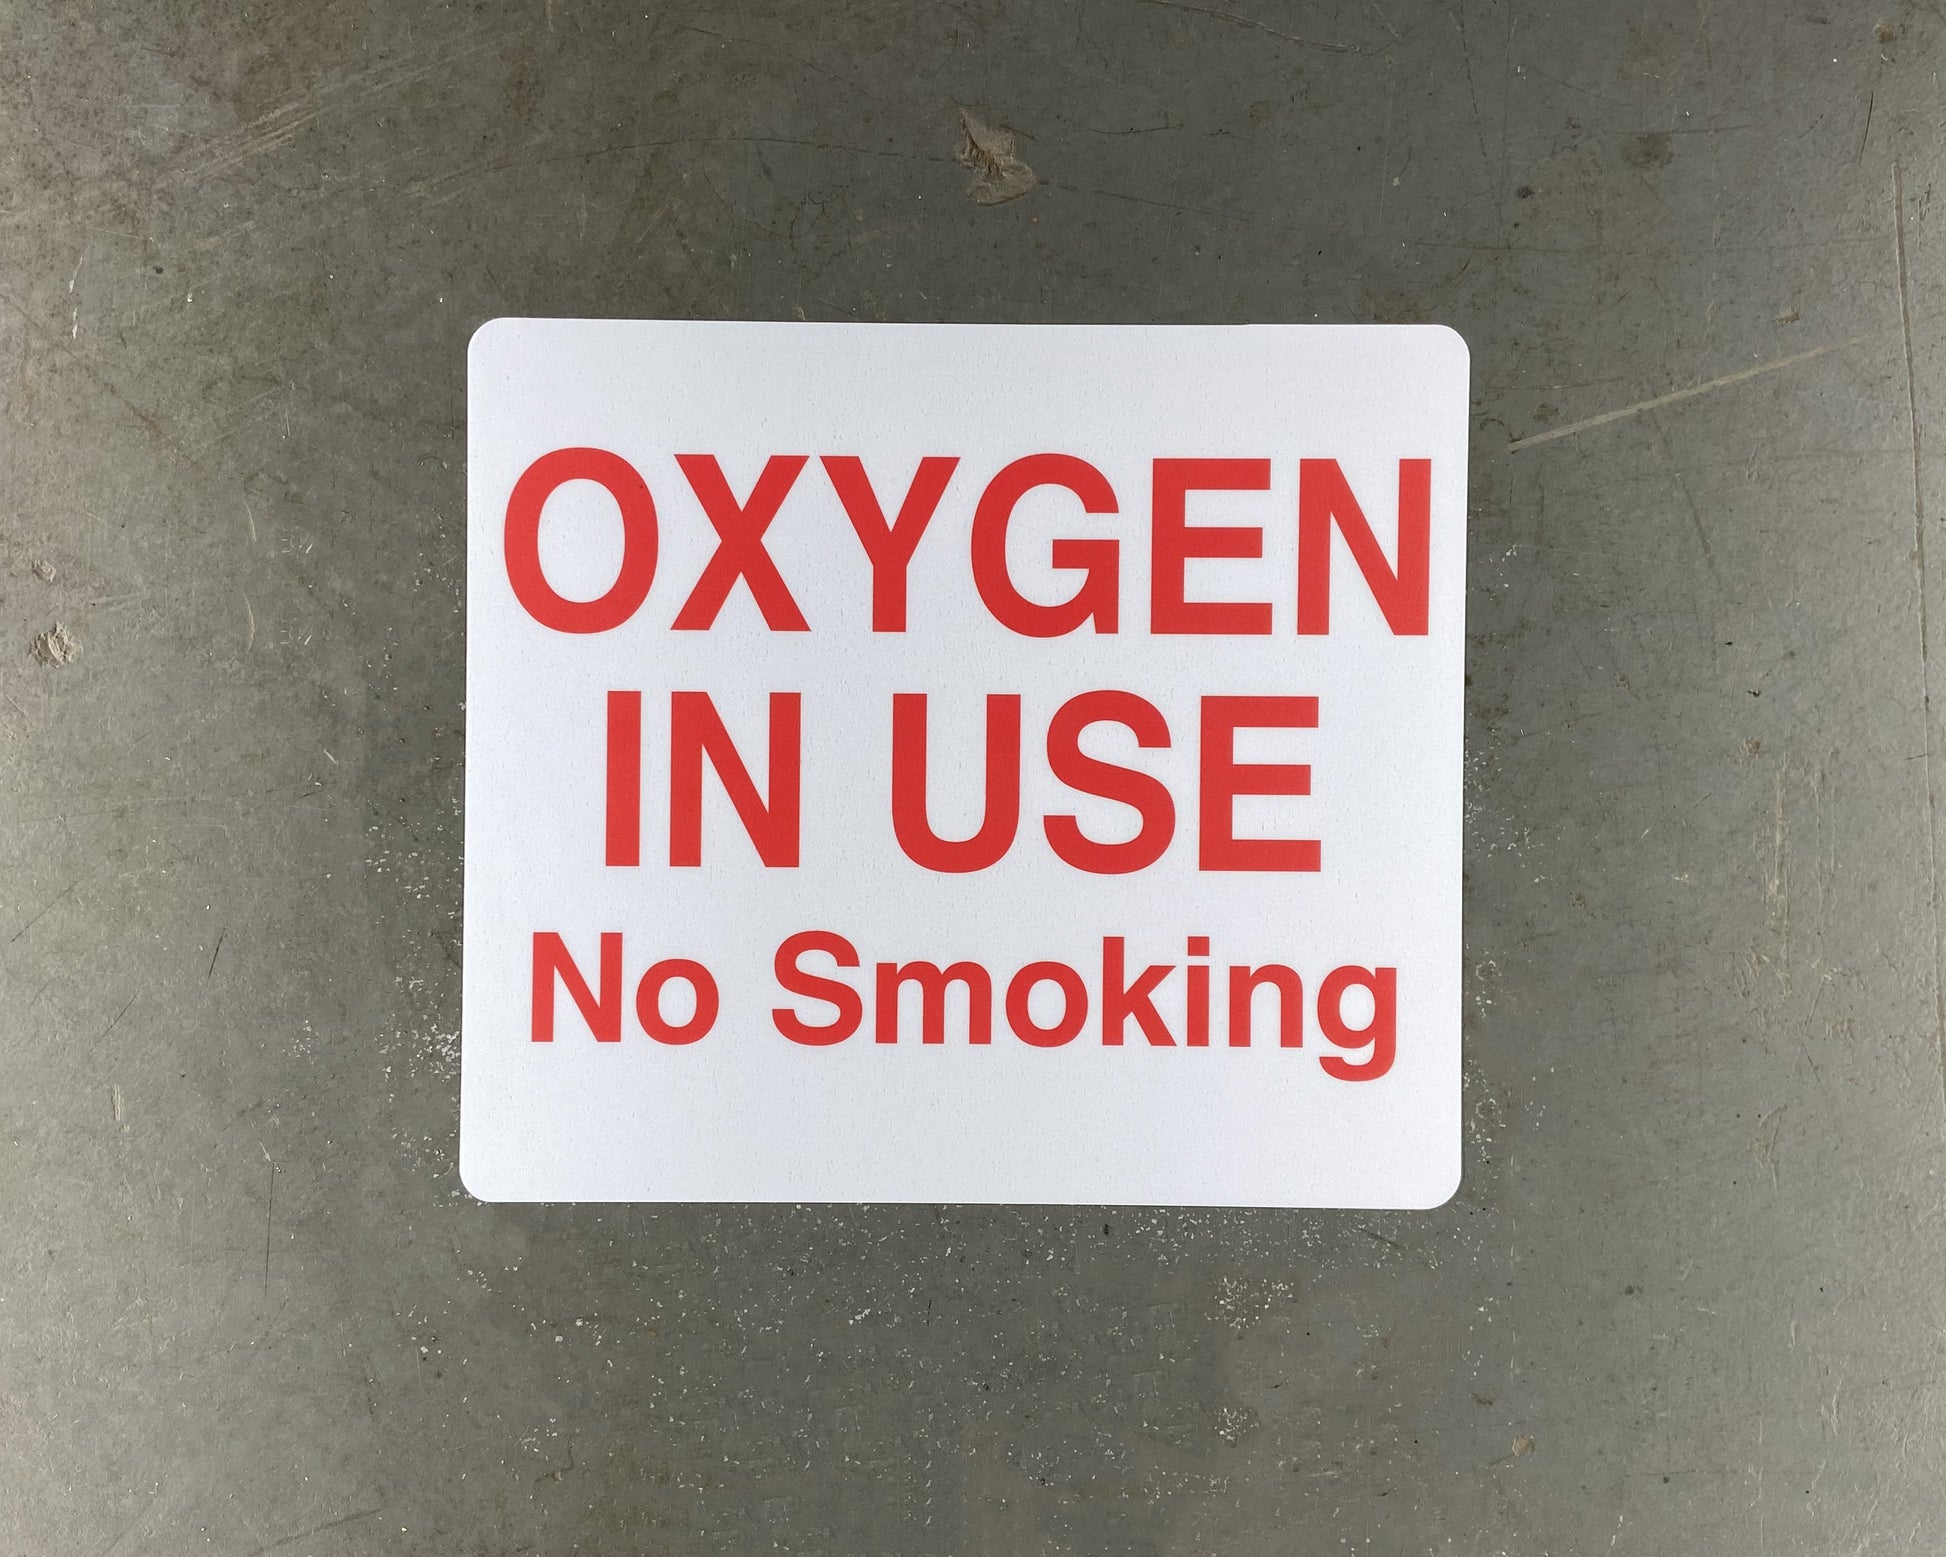 OXYGEN
IN USE
No Smoking